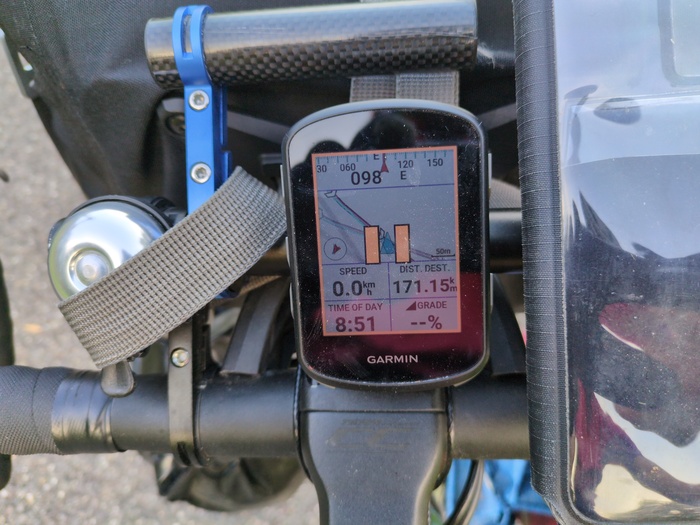 E
30 060 120 150
098° E
50m
SPEED DIST. DEST.
0.0 km/h 171.15 km
TIME OF DAY GRADE
8:51 --%
GARMIN